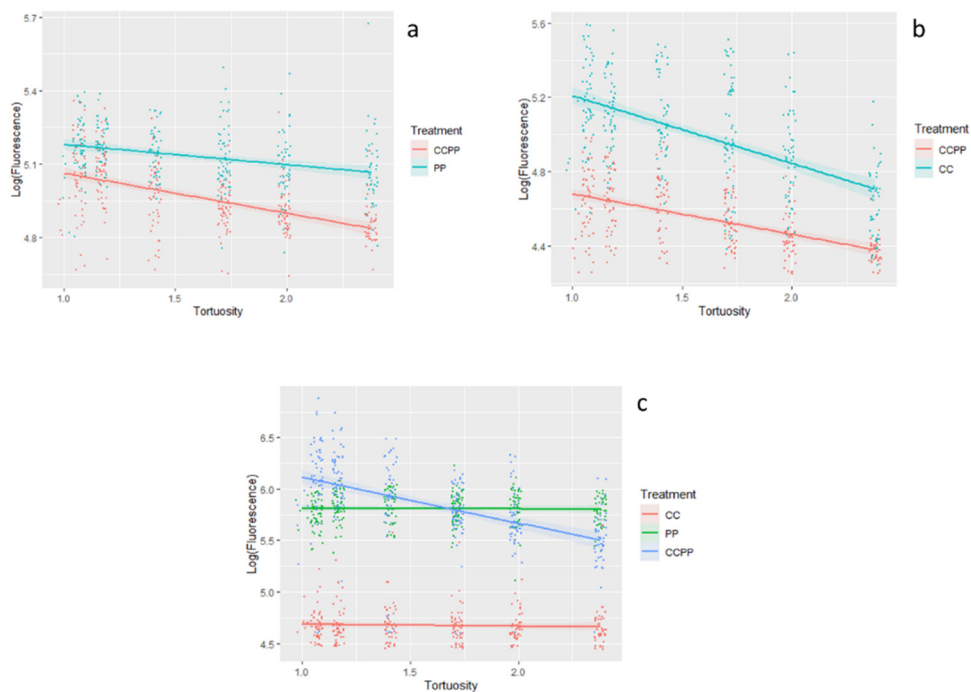 a
5.7
5.4
5.1
4.8
Log(Fluorescence)
1.0 1.5 2.0
Tortuosity
Treatment
CCPP
PP
b
5.6
5.2
4.8
4.4
Log(Fluorescence)
1.0 1.5 2.0
Tortuosity
Treatment
CCPP
CC
c
6.5
6.0
5.5
5.0
4.5
Log(Fluorescence)
1.0 1.5 2.0
Tortuosity
Treatment
CC
PP
CCPP